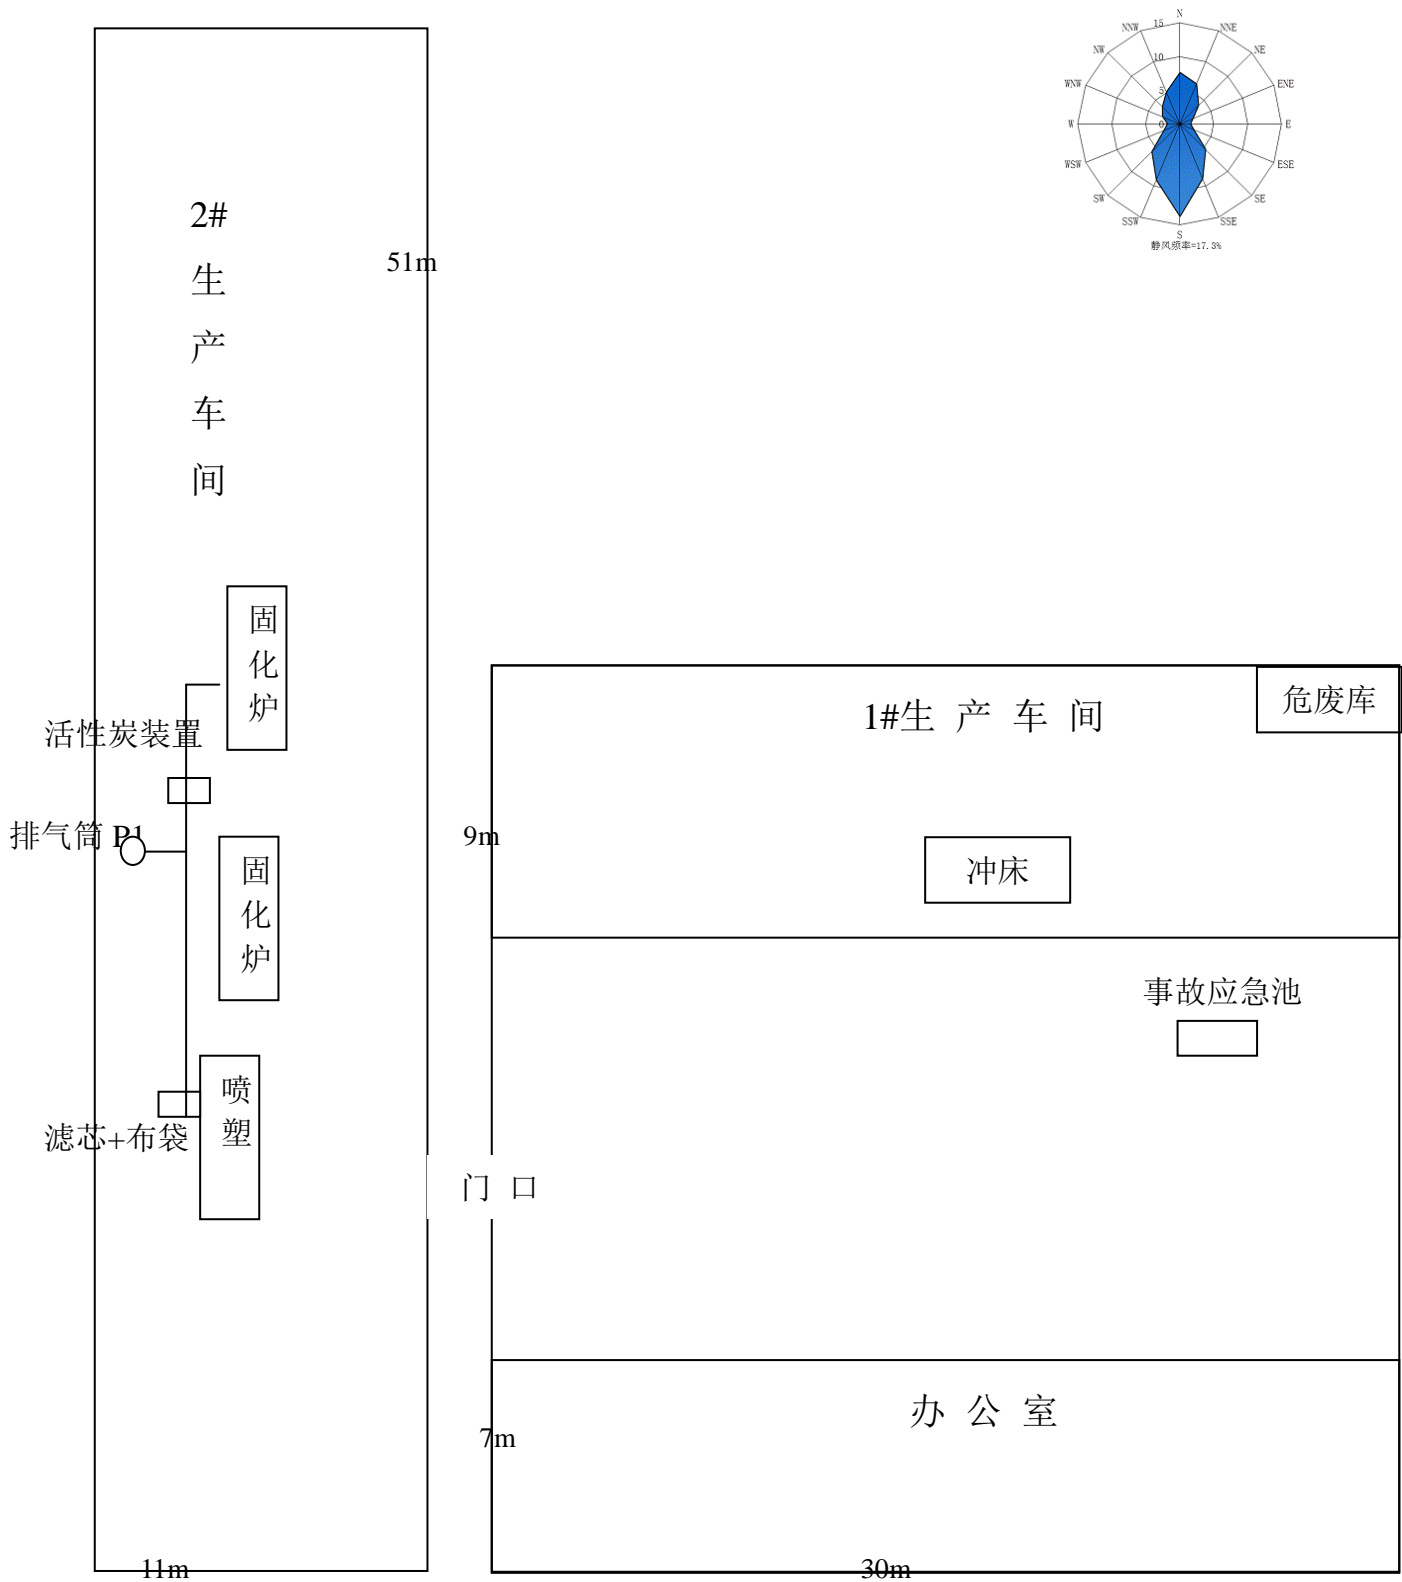 N
NNE
NE
ENE
E
ESE
SE
SSE
S
SSW
SW
WSW
W
WNW
NW
NNW
15
10
5
0
静风频率=17.3%
2#
生
产
车
间
51m
固
化
炉
活性炭装置
排气筒 P1
固
化
炉
喷
塑
滤芯+布袋
11m
1#生 产 车 间
危废库
9m
冲床
事故应急池
门 口
办 公 室
7m
30m